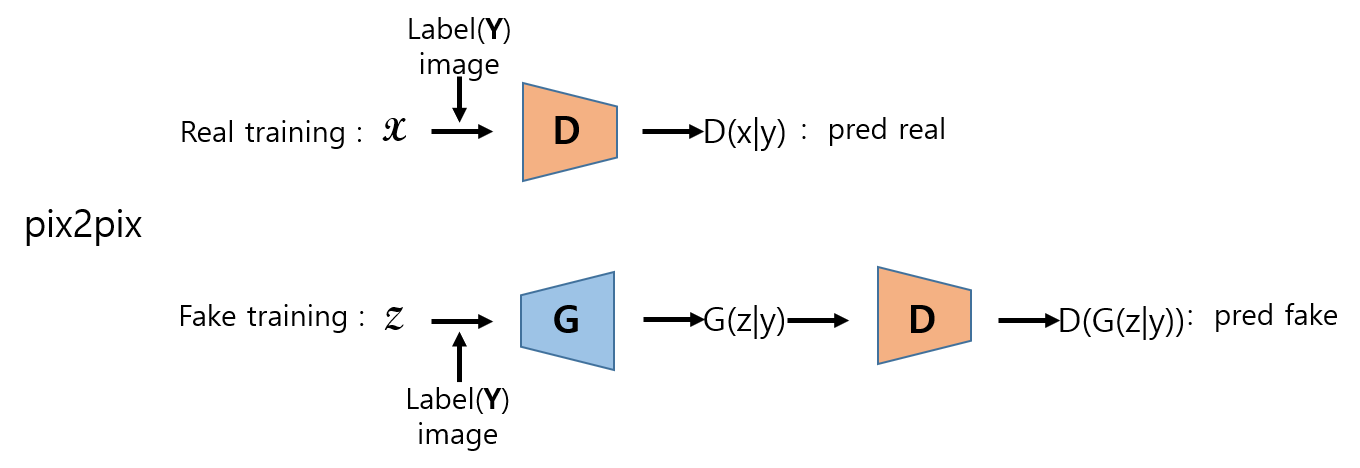 Label(Y)
image
Real training : x D D(x|y) : pred real
pix2pix
Fake training : z G G(z|y) D D(G(z|y)): pred fake
Label(Y)
image